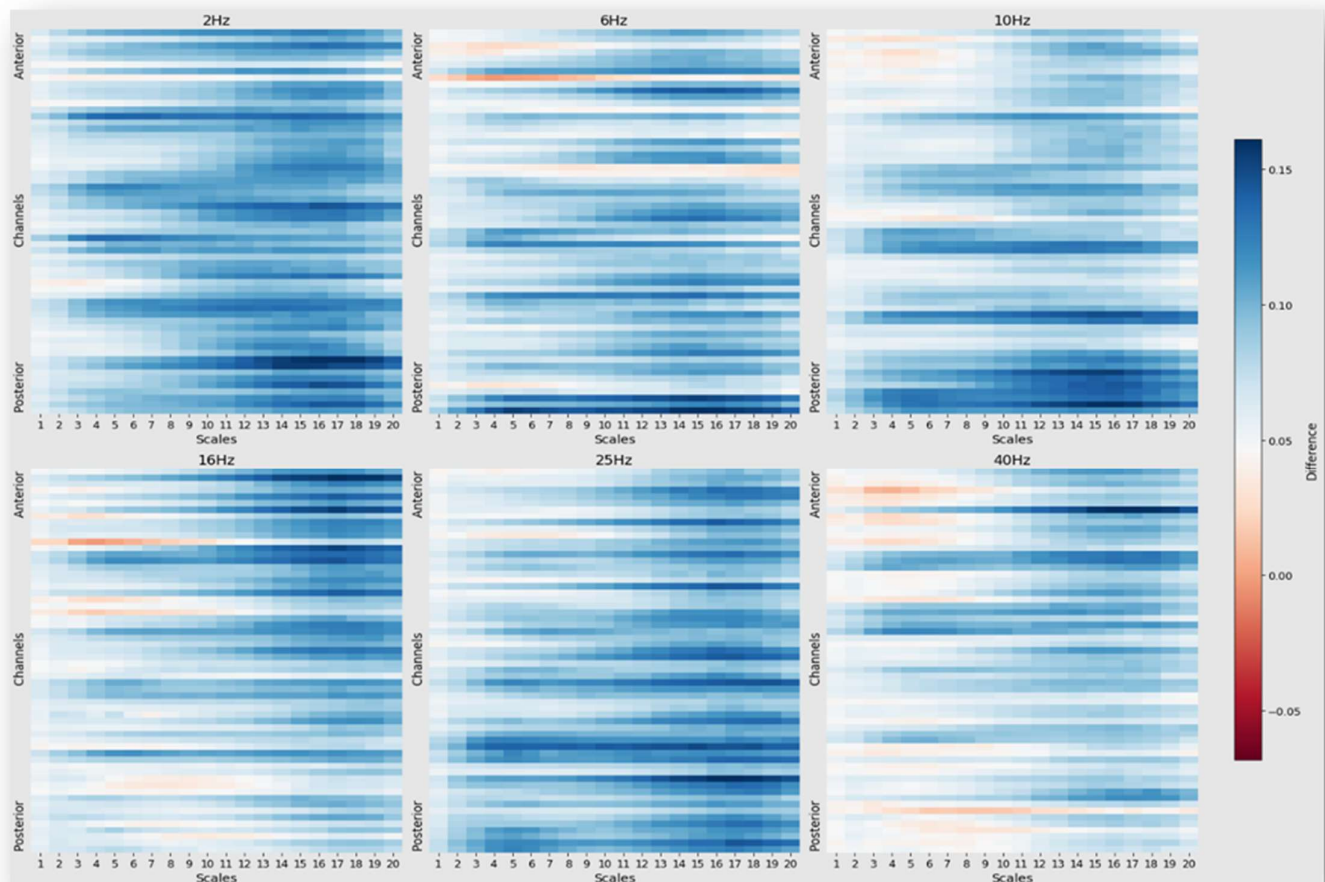 2Hz
6Hz
10Hz
Anterior
Channels
Posterior
1 2 3 4 5 6 7 8 9 10 11 12 13 14 15 16 17 18 19 20
Scales
Anterior
Channels
Posterior
1 2 3 4 5 6 7 8 9 10 11 12 13 14 15 16 17 18 19 20
Scales
Anterior
Channels
Posterior
1 2 3 4 5 6 7 8 9 10 11 12 13 14 15 16 17 18 19 20
Scales
16Hz
25Hz
40Hz
Anterior
Channels
Posterior
1 2 3 4 5 6 7 8 9 10 11 12 13 14 15 16 17 18 19 20
Scales
Anterior
Channels
Posterior
1 2 3 4 5 6 7 8 9 10 11 12 13 14 15 16 17 18 19 20
Scales
Anterior
Channels
Posterior
1 2 3 4 5 6 7 8 9 10 11 12 13 14 15 16 17 18 19 20
Scales
0.15
0.10
0.05
0.00
−0.05
Difference